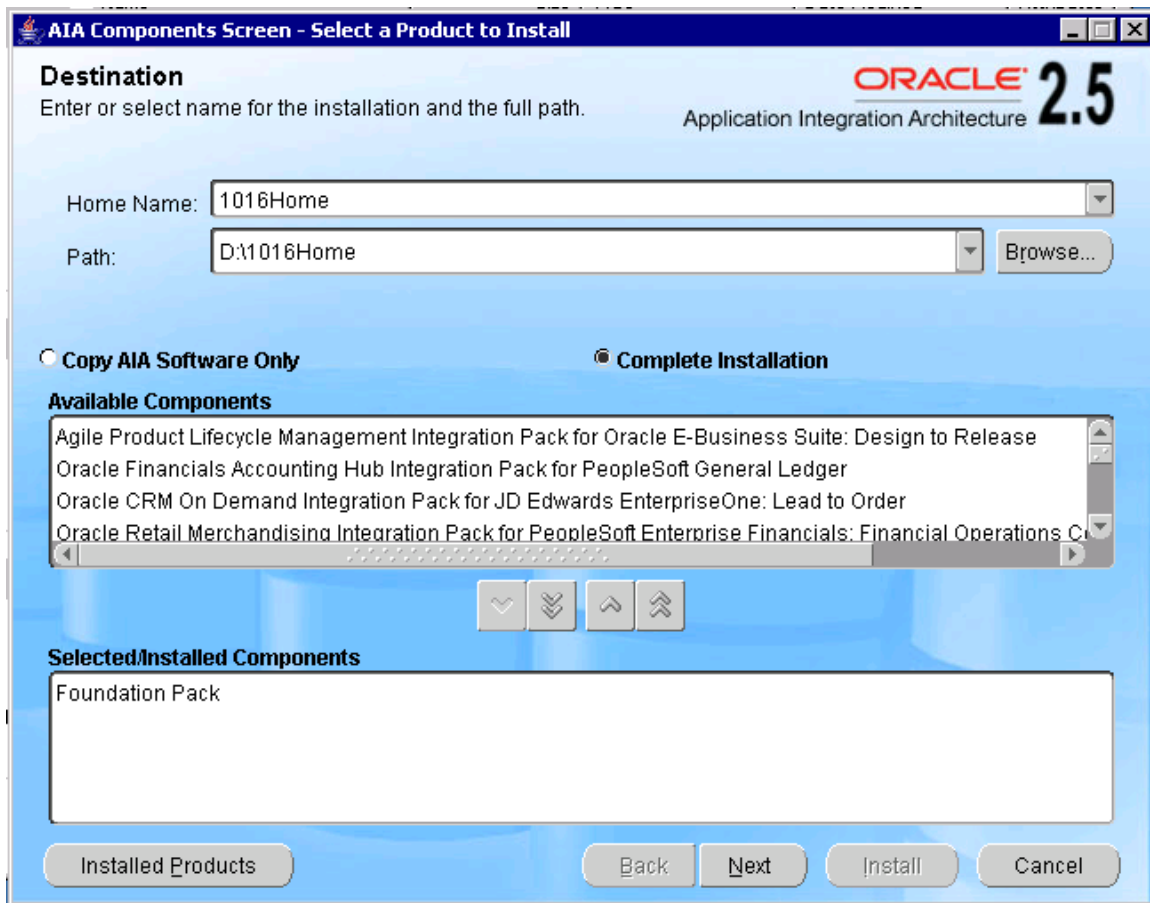 AIA Components Screen - Select a Product to Install
Destination
Enter or select name for the installation and the full path.
ORACLE 2.5
Application Integration Architecture
Home Name: 1016Home
Path: D:\1016Home Browse...
Copy AIA Software Only Complete Installation
Available Components
Agile Product Lifecycle Management Integration Pack for Oracle E-Business Suite: Design to Release
Oracle Financials Accounting Hub Integration Pack for PeopleSoft General Ledger
Oracle CRM On Demand Integration Pack for JD Edwards EnterpriseOne: Lead to Order
Oracle Retail Merchandising Integration Pack for PeopleSoft Enterprise Financials: Financial Operations
Selected/Installed Components
Foundation Pack
Installed Products Back Next Install Cancel